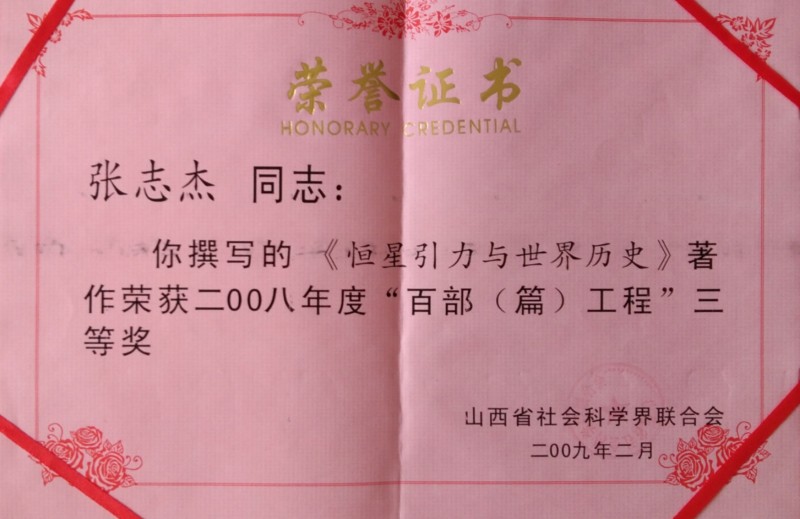 荣誉证书
HONORARY CREDENTIAL
张志杰 同志：
你撰写的《恒星引力与世界历史》著
作荣获二00八年度“百部（篇）工程”三
等奖
山西省社会科学界联合会
二00九年二月